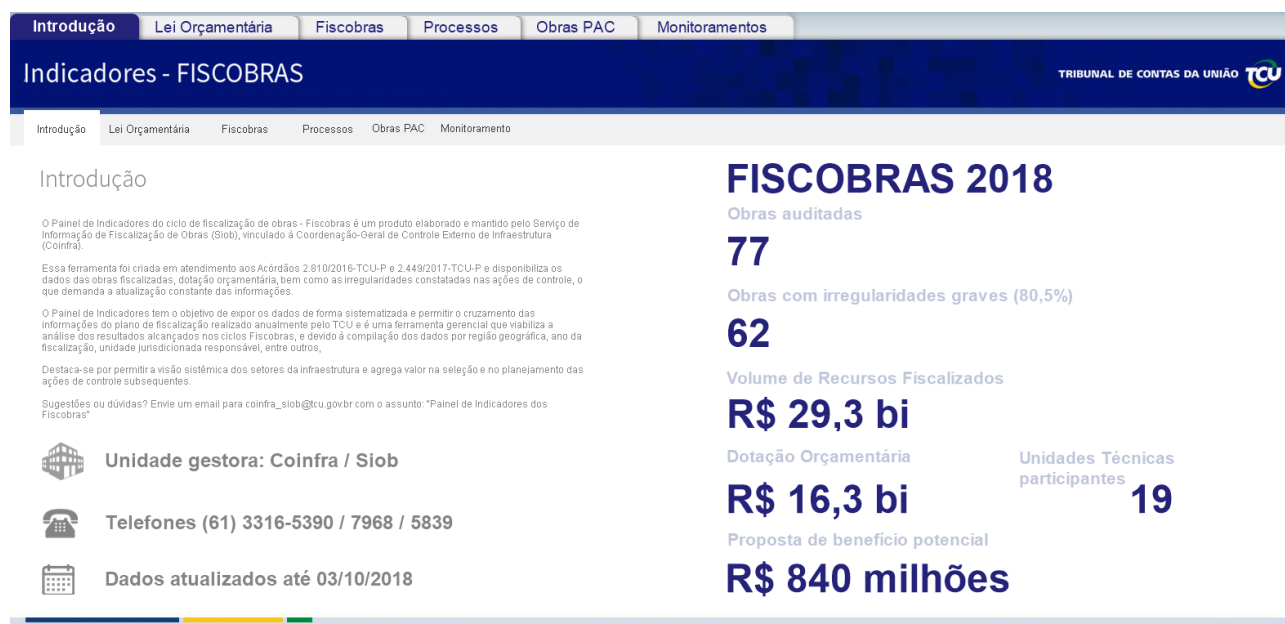 Introdução Lei Orçamentária Fiscobras Processos Obras PAC Monitoramentos
Indicadores - FISCOBRAS
TRIBUNAL DE CONTAS DA UNIÃO TCU
Introdução Lei Orçamentária Fiscobras Processos Obras PAC Monitoramento
Introdução
O Painel de Indicadores do ciclo de fiscalização de obras - Fiscobras é um produto elaborado e mantido pelo Serviço de
Informação de Fiscalização de Obras (Siob), vinculado à Coordenação-Geral de Controle Externo de Infraestrutura
(Coinfra).
Essa ferramenta foi criada em atendimento aos Acórdãos 2.810/2016-TCU-P e 2.449/2017-TCU-P e disponibiliza os
dados das obras fiscalizadas, dotação orçamentária, bem como as irregularidades constatadas nas ações de controle, o
que demanda a atualização constante das informações.
O Painel de Indicadores tem o objetivo de expor os dados de forma sistematizada e permitir o cruzamento das
informações do plano de fiscalização realizado anualmente pelo TCU e é uma ferramenta gerencial que viabiliza a
análise dos resultados alcançados nos ciclos Fiscobras, e devido à compilação dos dados por região geográfica, ano da
fiscalização, unidade jurisdicionada responsável, entre outros,
Destaca-se por permitir a visão sistêmica dos setores da infraestrutura e agrega valor na seleção e no planejamento das
ações de controle subsequentes.
Sugestões ou dúvidas? Envie um email para coinfra_siob@tcu.gov.br com o assunto: "Painel de Indicadores dos
Fiscobras"
Unidade gestora: Coinfra / Siob
Telefones (61) 3316-5390 / 7968 / 5839
Dados atualizados até 03/10/2018
FISCOBRAS 2018
Obras auditadas
77
Obras com irregularidades graves (80,5%)
62
Volume de Recursos Fiscalizados
R$ 29,3 bi
Dotação Orçamentária
R$ 16,3 bi
Unidades Técnicas
participantes
19
Proposta de benefício potencial
R$ 840 milhões